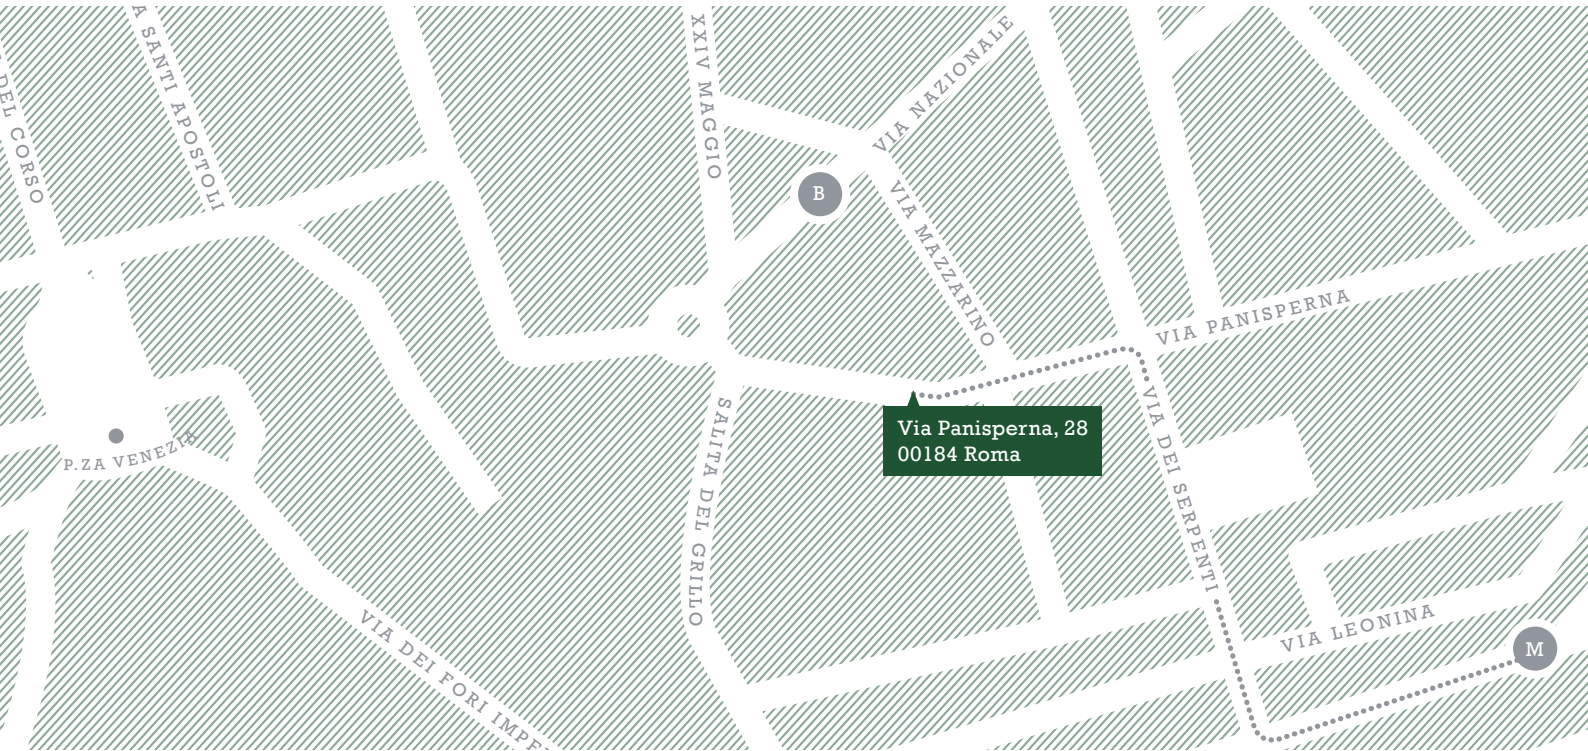 A SANTI APOSTOLI
DEL CORSO
XXIV MAGGIO
VIA NAZIONALE
B
VIA MAZZARINO
VIA PANISPERNA
Via Panisperna, 28
00184 Roma
SALITA DEL GRILLO
VIA DEI SERPENTI
P.ZA VENEZIA
VIA DEI FORI IMPE
VIA LEONINA
M